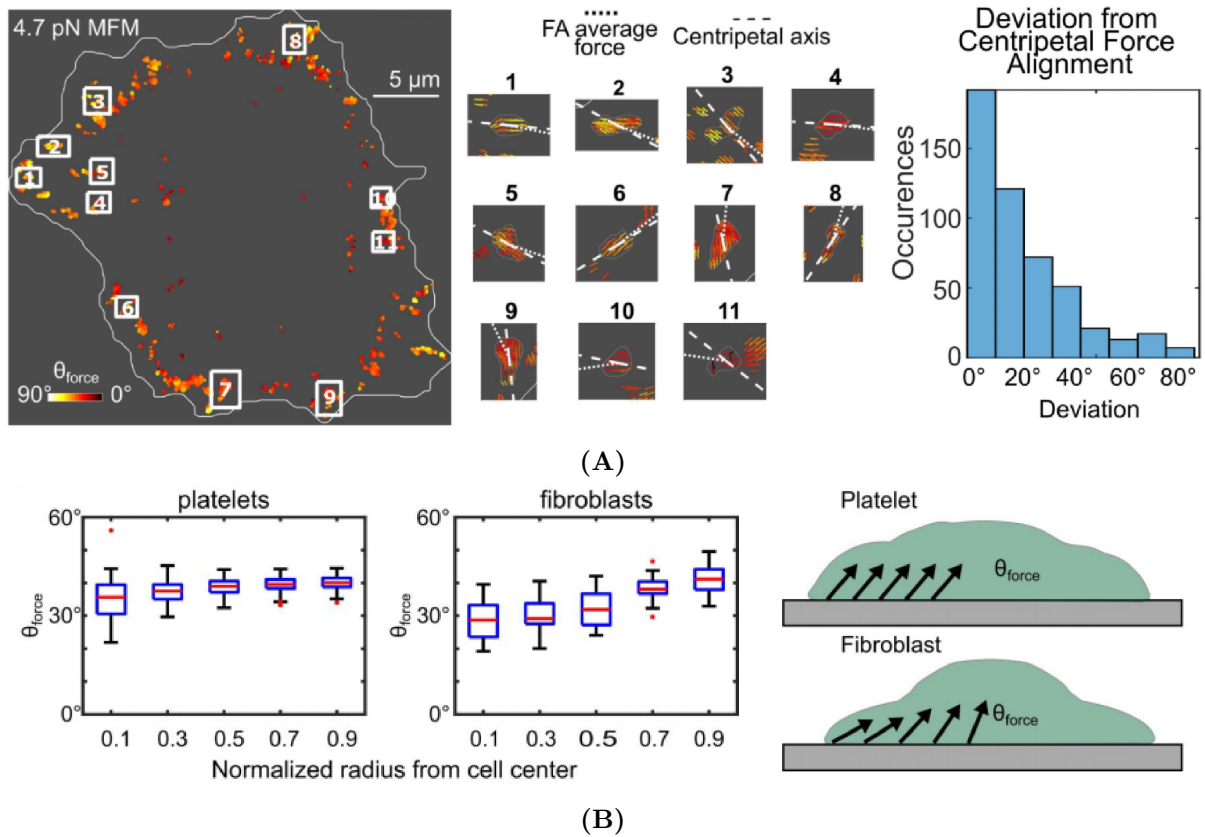 4.7 pN MFM
5 μm
8
3
2
1
5
4
10
11
6
7
9
θforce
90° 0°
FA average
force
Centripetal axis
1 2 3 4
5 6 7 8
9 10 11
Deviation from
Centripetal Force
Alignment
Occurences
150
100
50
0
0° 20° 40° 60° 80°
Deviation
(A)
platelets
θforce
60°
30°
0°
0.1 0.3 0.5 0.7 0.9
fibroblasts
θforce
60°
30°
0°
0.1 0.3 0.5 0.7 0.9
Normalized radius from cell center
Platelet
θforce
Fibroblast
θforce
(B)